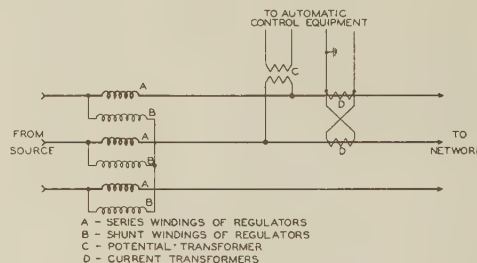 TO AUTOMATIC
CONTROL EQUIPMENT
C
A
D
B
FROM
SOURCE
A
B
D
TO
NETWORK
A
B
A - SERIES WINDINGS OF REGULATORS
B - SHUNT WINDINGS OF REGULATORS
C - POTENTIAL TRANSFORMER
D - CURRENT TRANSFORMERS